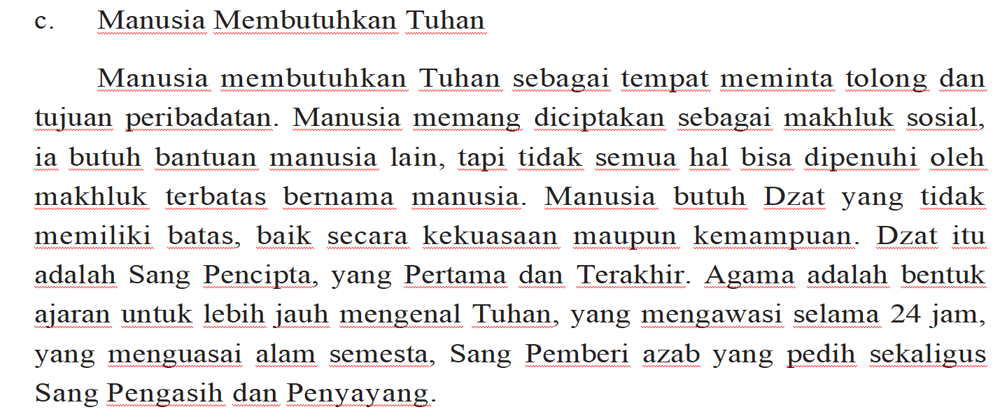 c. Manusia Membutuhkan Tuhan
Manusia membutuhkan Tuhan sebagai tempat meminta tolong dan
tujuan peribadatan. Manusia memang diciptakan sebagai makhluk sosial,
ia butuh bantuan manusia lain, tapi tidak semua hal bisa dipenuhi oleh
makhluk terbatas bernama manusia. Manusia butuh Dzat yang tidak
memiliki batas, baik secara kekuasaan maupun kemampuan. Dzat itu
adalah Sang Pencipta, yang Pertama dan Terakhir. Agama adalah bentuk
ajaran untuk lebih jauh mengenal Tuhan, yang mengawasi selama 24 jam,
yang menguasai alam semesta, Sang Pemberi azab yang pedih sekaligus
Sang Pengasih dan Penyayang.